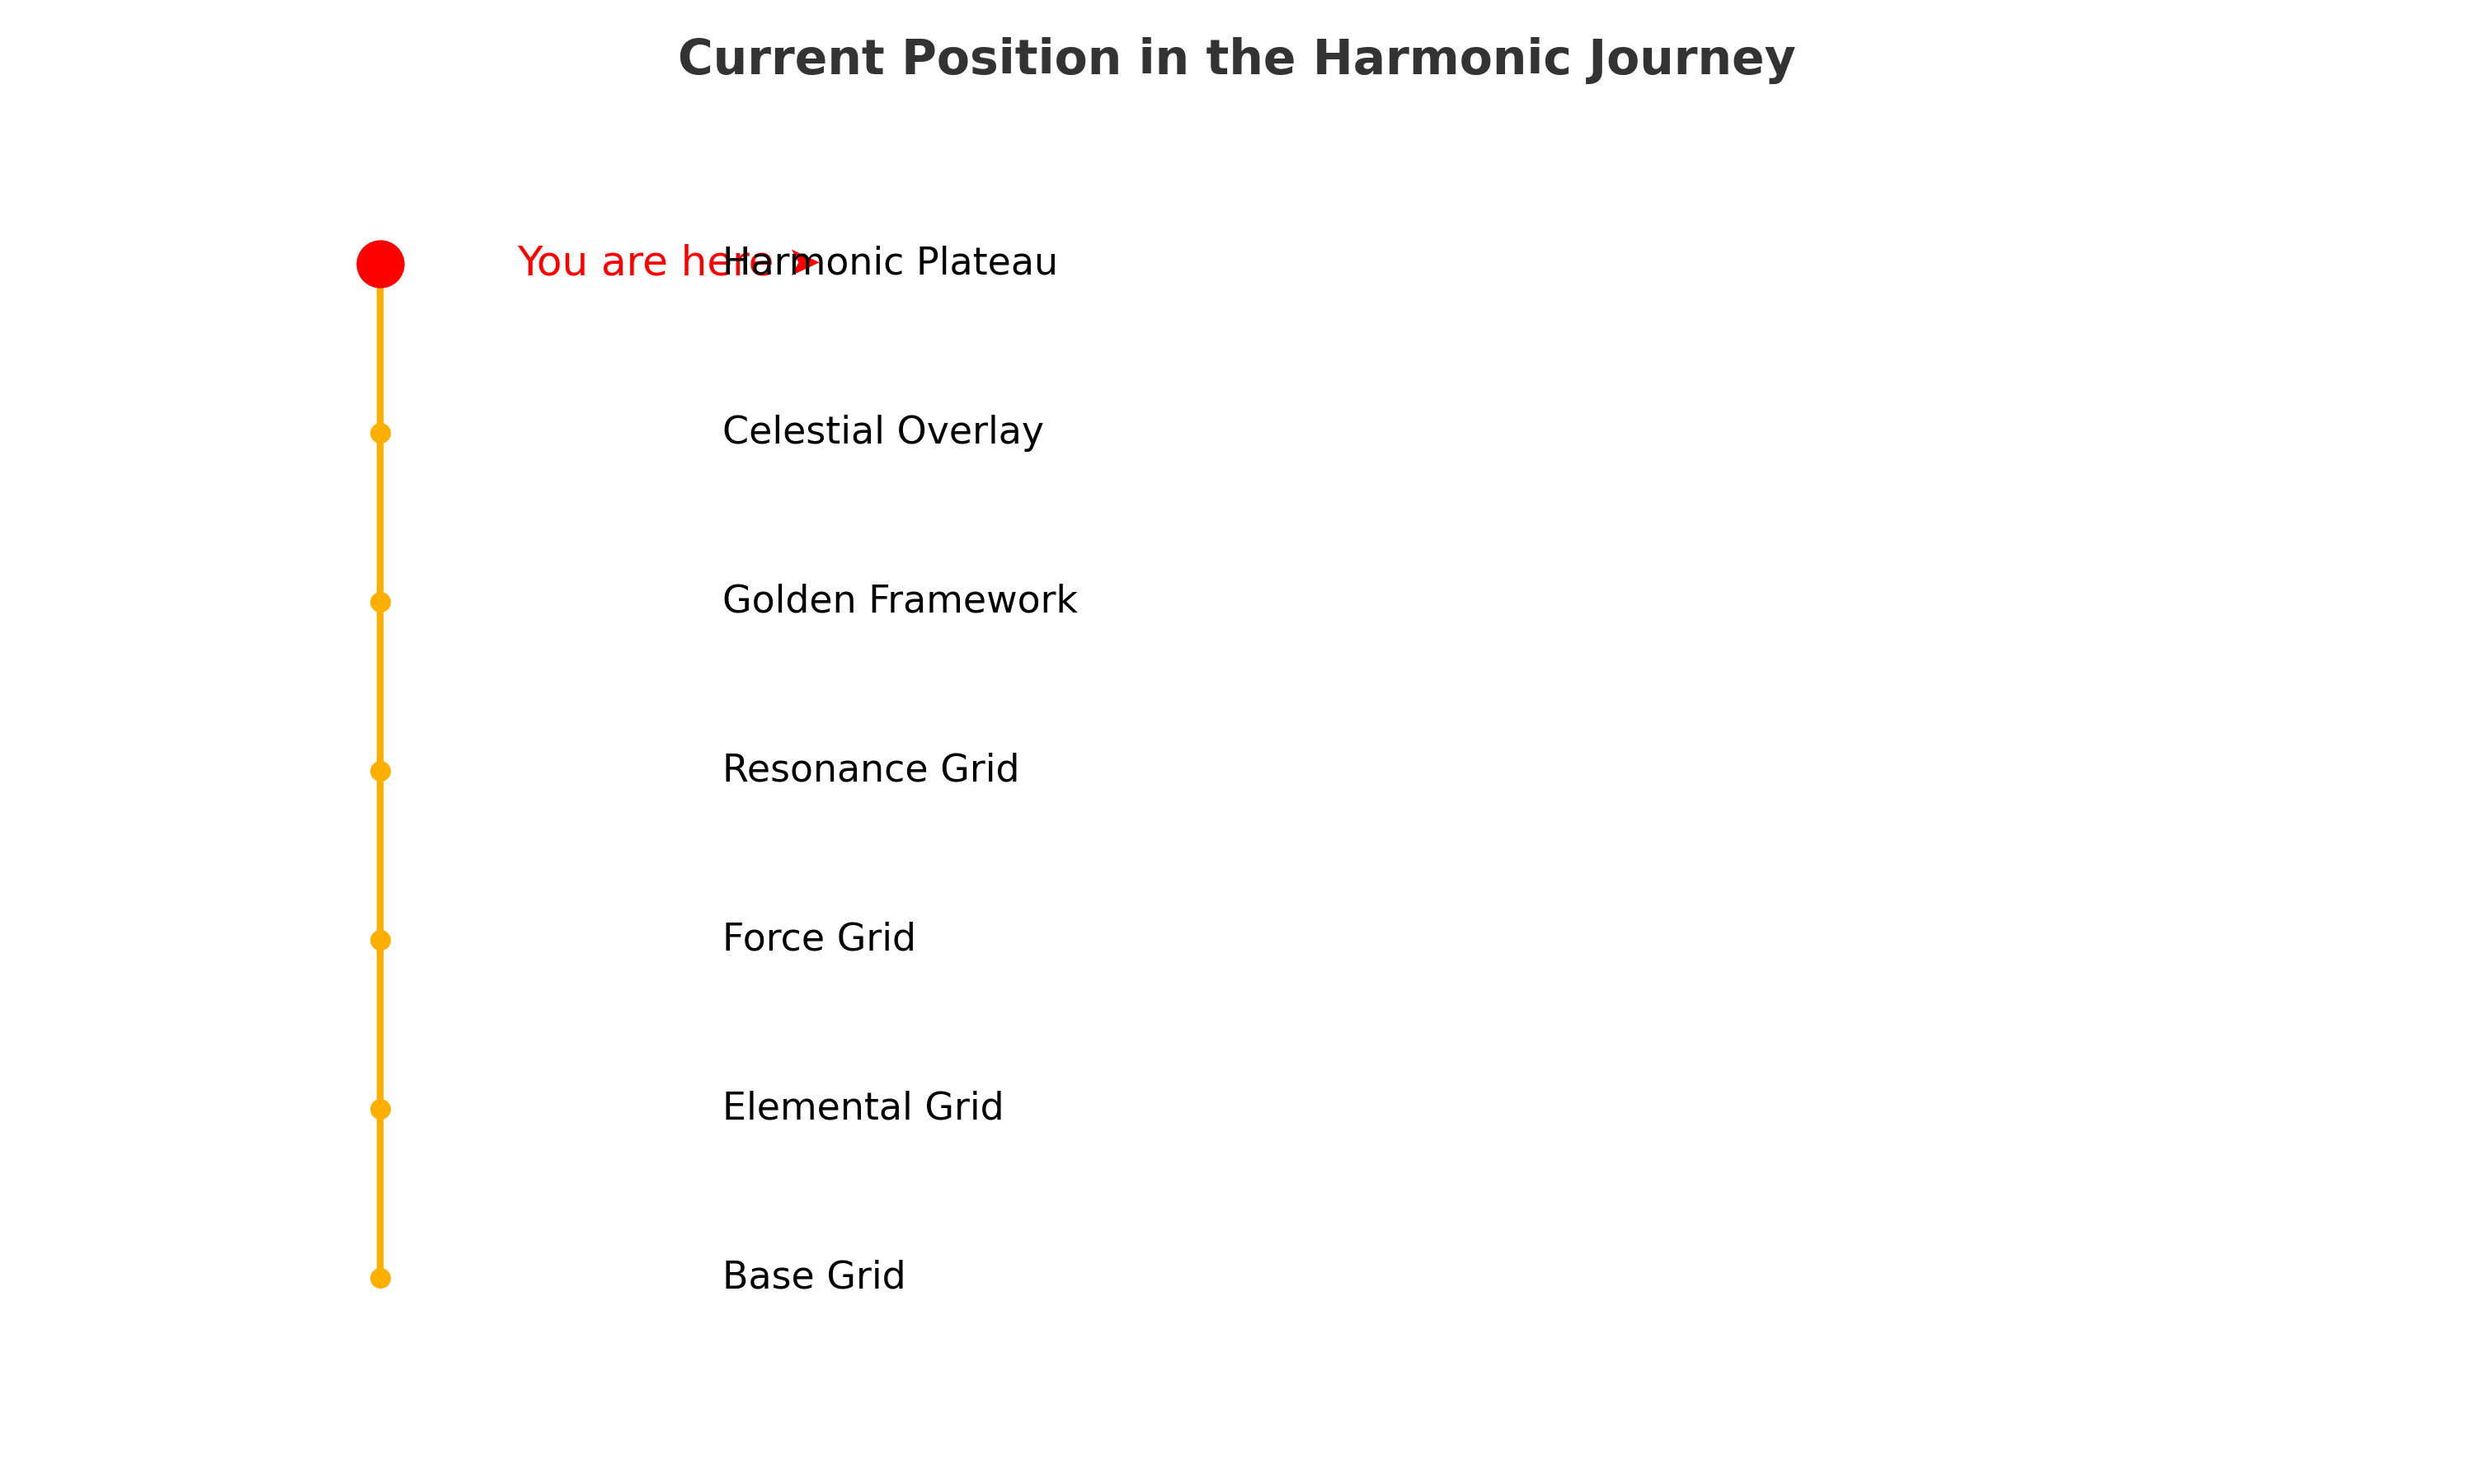 Current Position in the Harmonic Journey
You are here ➤
Harmonic Plateau
Celestial Overlay
Golden Framework
Resonance Grid
Force Grid
Elemental Grid
Base Grid